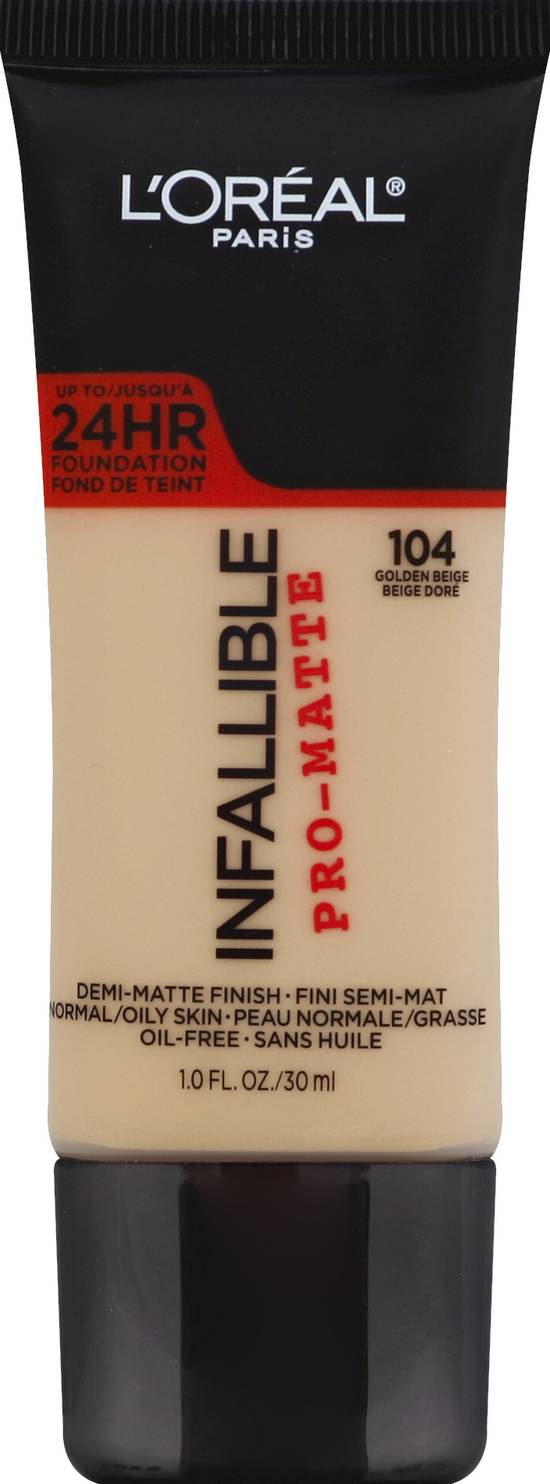 L'ORÉAL®
PARiS
UP TO/JUSQU'À
24HR
FOUNDATION
FOND DE TEINT
104
GOLDEN BEIGE
BEIGE DORÉ
INFALLIBLE
PRO-MATTE
DEMI-MATTE FINISH · FINI SEMI-MAT
NORMAL/OILY SKIN · PEAU NORMALE/GRASSE
OIL-FREE · SANS HUILE
1.0 FL. OZ./30 ml